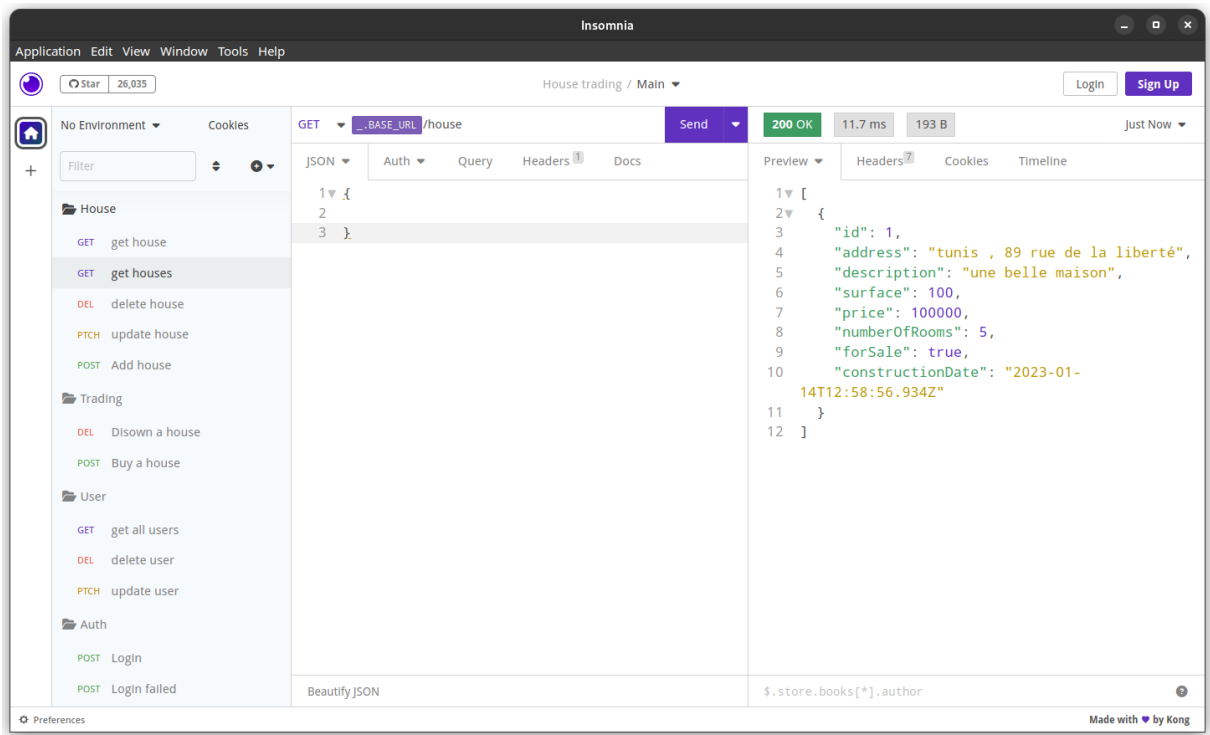 Insomnia
Application Edit View Window Tools Help
Star 26,035
House trading / Main
Login Sign Up
No Environment Cookies
Filter
House
GET get house
GET get houses
DEL delete house
PTCH update house
POST Add house
Trading
DEL Disown a house
POST Buy a house
User
GET get all users
DEL delete user
PTCH update user
Auth
POST Login
POST Login failed
GET _.BASE_URL /house Send
JSON Auth Query Headers 1 Docs
1 {
2
3 }
Beautify JSON
200 OK 11.7 ms 193 B Just Now
Preview Headers 7 Cookies Timeline
1 [
2 {
3 "id": 1,
4 "address": "tunis , 89 rue de la liberté",
5 "description": "une belle maison",
6 "surface": 100,
7 "price": 100000,
8 "numberOfRooms": 5,
9 "forSale": true,
10 "constructionDate": "2023-01-
14T12:58:56.934Z"
11 }
12 ]
$.store.books[*].author
Preferences
Made with ♥ by Kong